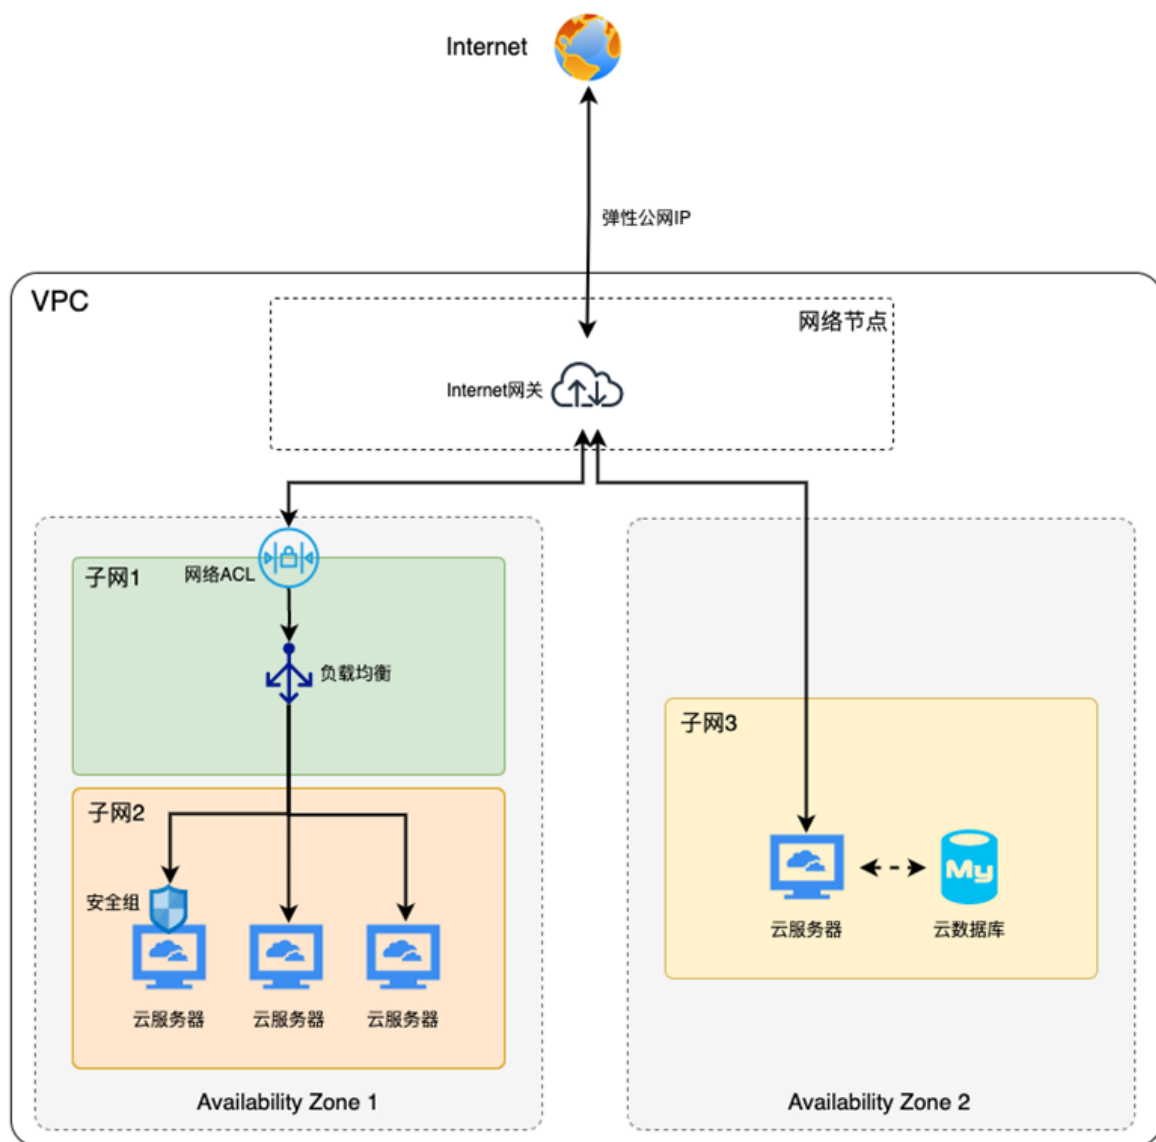 Internet
弹性公网IP
VPC
网络节点
Internet网关
子网1
网络ACL
负载均衡
子网2
安全组
云服务器
云服务器
云服务器
Availability Zone 1
子网3
My
云服务器
云数据库
Availability Zone 2